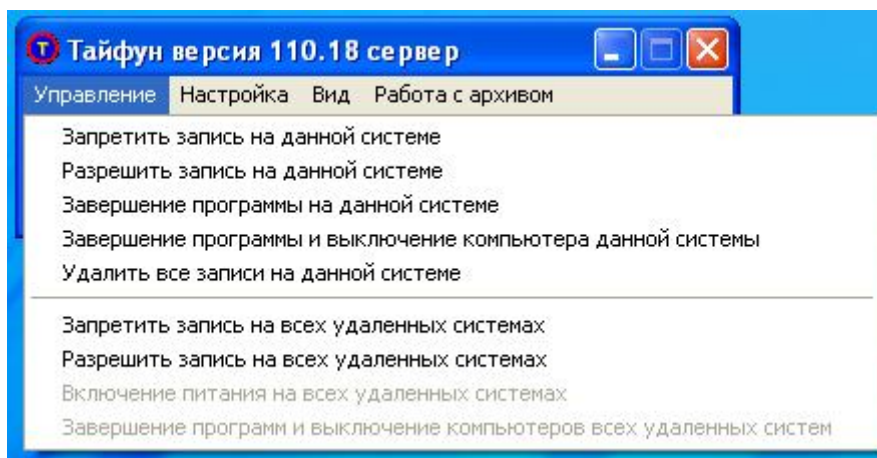 Т Тайфун версия 110.18 сервер
Управление Настройка Вид Работа с архивом
Запретить запись на данной системе
Разрешить запись на данной системе
Завершение программы на данной системе
Завершение программы и выключение компьютера данной системы
Удалить все записи на данной системе
Запретить запись на всех удаленных системах
Разрешить запись на всех удаленных системах
Включение питания на всех удаленных системах
Завершение программ и выключение компьютеров всех удаленных систем